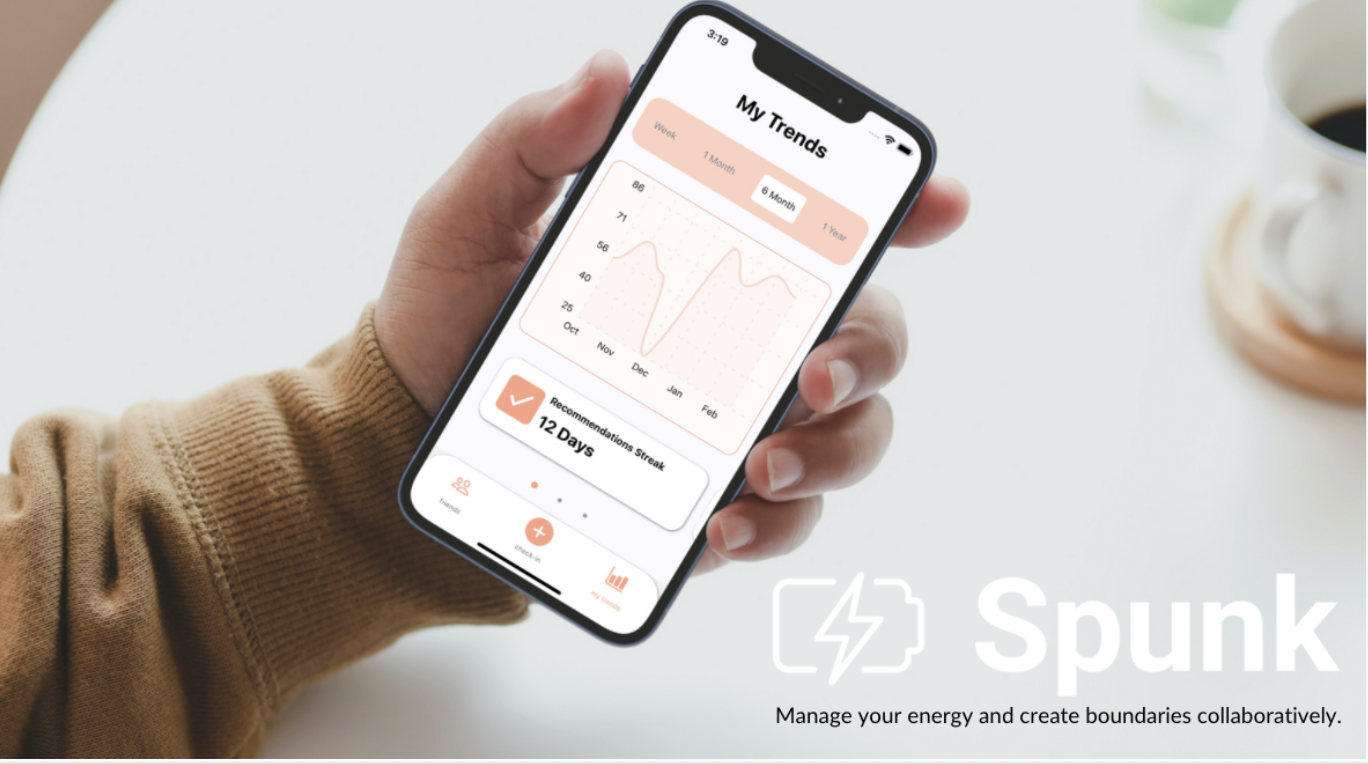 3:19
My Trends
Week 1 Month 6 Month 1 Year
86
71
56
40
25
Oct Nov Dec Jan Feb
Recommendations Streak
12 Days
friends check-in my trends
Spunk
Manage your energy and create boundaries collaboratively.